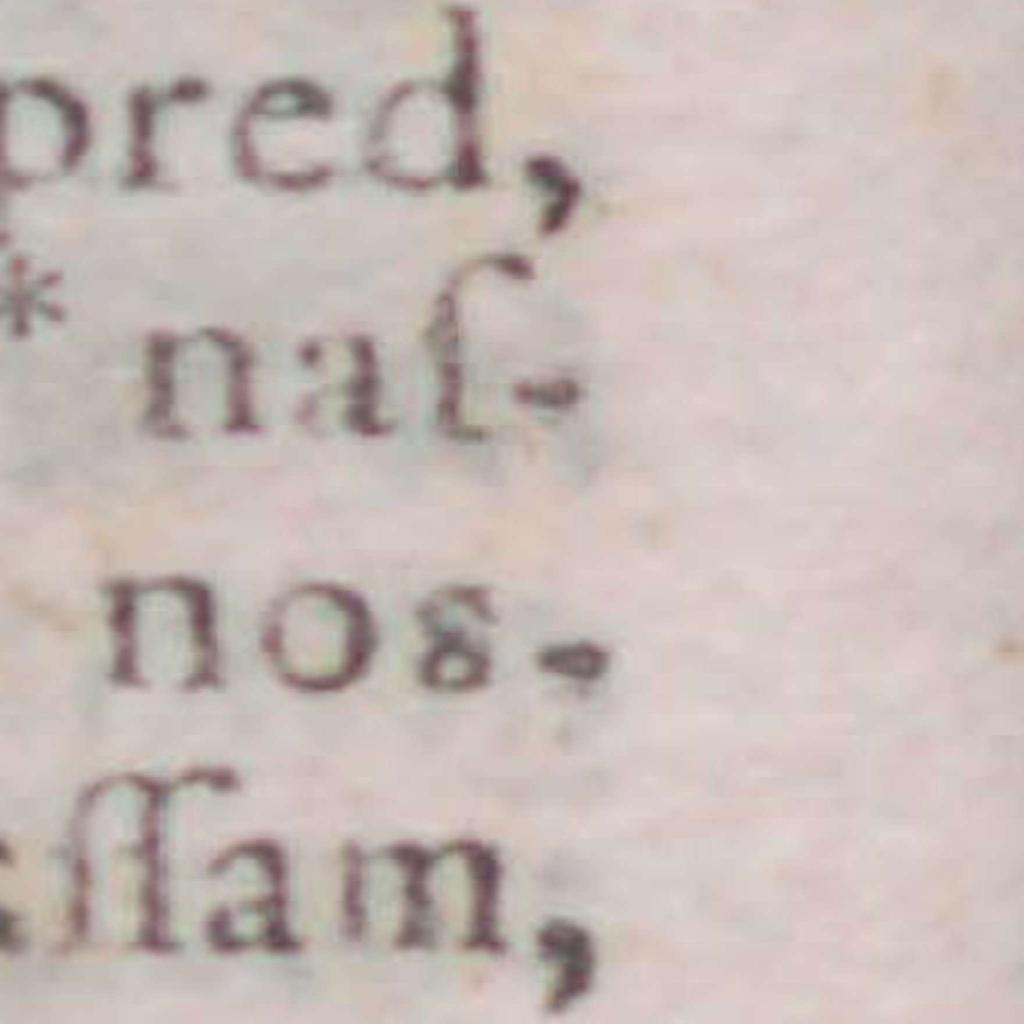 pred,
* naſ-
nos-
ſſam,